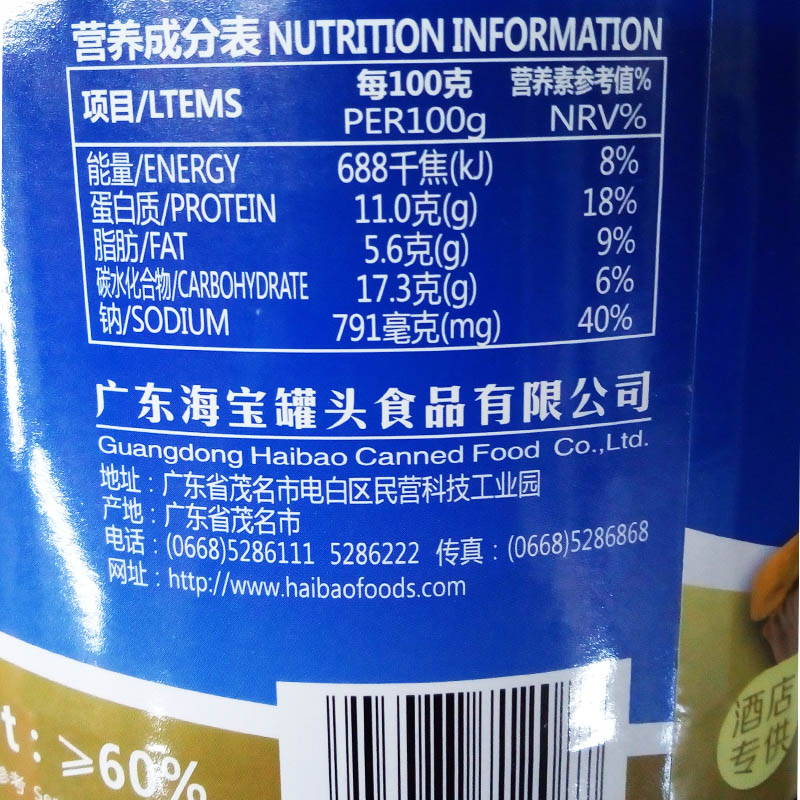 营养成分表 NUTRITION INFORMATION
项目/LTEMS 每100克 PER100g 营养素参考值% NRV%
能量/ENERGY 688千焦(kJ) 8%
蛋白质/PROTEIN 11.0克(g) 18%
脂肪/FAT 5.6克(g) 9%
碳水化合物/CARBOHYDRATE 17.3克(g) 6%
钠/SODIUM 791毫克(mg) 40%
广东海宝罐头食品有限公司
Guangdong Haibao Canned Food Co.,Ltd.
地址：广东省茂名市电白区民营科技工业园
产地：广东省茂名市
电话：(0668)5286111 5286222 传真：(0668)5286868
网址：http://www.haibaofoods.com
t：≥60%
参考
酒店
专供